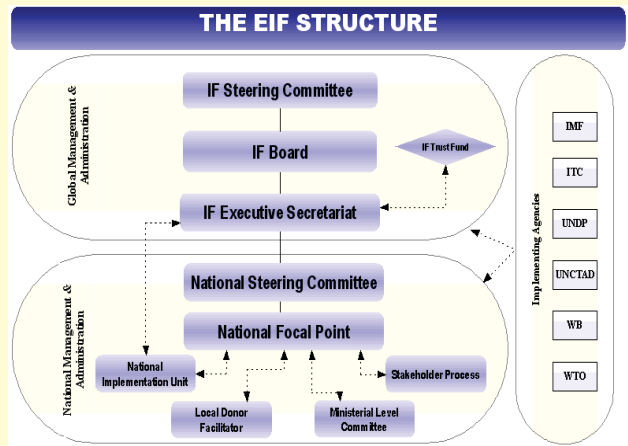 THE EIF STRUCTURE
Global Management &
Administration
IF Steering Committee
IF Board
IF Trust Fund
IF Executive Secretariat
National Management &
Administration
National Steering Committee
National Focal Point
National
Implementation Unit
Stakeholder Process
Local Donor
Facilitator
Ministerial Level
Committee
Implementing Agencies
IMF
ITC
UNDP
UNCTAD
WB
WTO